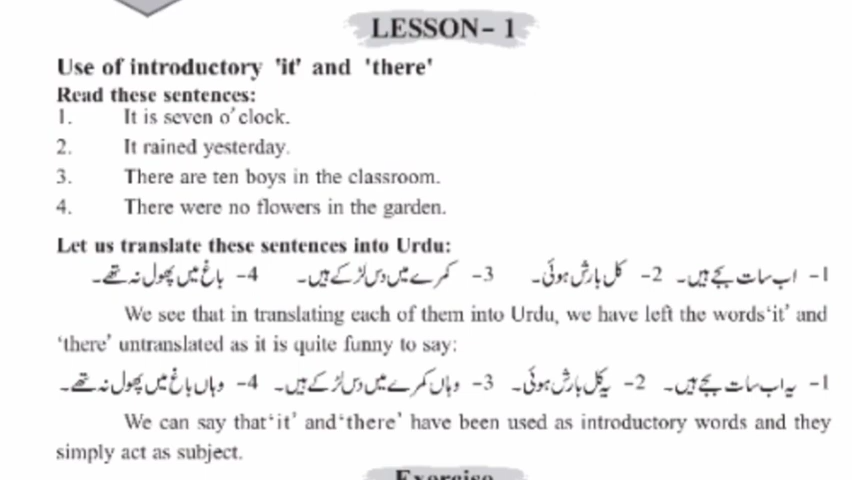 LESSON– 1
Use of introductory 'it' and 'there'
Read these sentences:
1. It is seven o' clock.
2. It rained yesterday.
3. There are ten boys in the classroom.
4. There were no flowers in the garden.
Let us translate these sentences into Urdu:
1- اب سات بجے ہیں۔ 2- کل بارش ہوئی۔ 3- کمرے میں دس لڑکے ہیں۔ 4- باغ میں پھول نہ تھے۔
We see that in translating each of them into Urdu, we have left the words‘it’ and
‘there’ untranslated as it is quite funny to say:
1- یہ اب سات بجے ہیں۔ 2- یہ کل بارش ہوئی۔ 3- وہاں کمرے میں دس لڑکے ہیں۔ 4- وہاں باغ میں پھول نہ تھے۔
We can say that‘it’ and‘there’ have been used as introductory words and they
simply act as subject.
Exercise